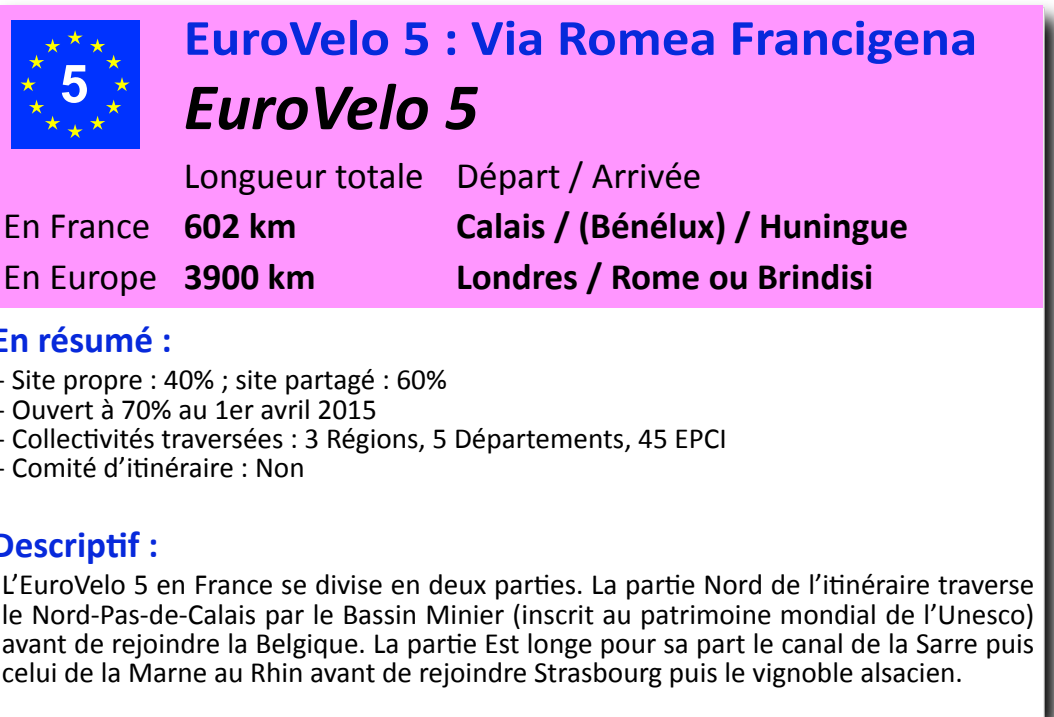 5
EuroVelo 5 : Via Romea Francigena
EuroVelo 5
Longueur totale Départ / Arrivée
En France 602 km Calais / (Bénélux) / Huningue
En Europe 3900 km Londres / Rome ou Brindisi
En résumé :
- Site propre : 40% ; site partagé : 60%
- Ouvert à 70% au 1er avril 2015
- Collectivités traversées : 3 Régions, 5 Départements, 45 EPCI
- Comité d'itinéraire : Non
Descriptif :
L'EuroVelo 5 en France se divise en deux parties. La partie Nord de l'itinéraire traverse
le Nord-Pas-de-Calais par le Bassin Minier (inscrit au patrimoine mondial de l'Unesco)
avant de rejoindre la Belgique. La partie Est longe pour sa part le canal de la Sarre puis
celui de la Marne au Rhin avant de rejoindre Strasbourg puis le vignoble alsacien.